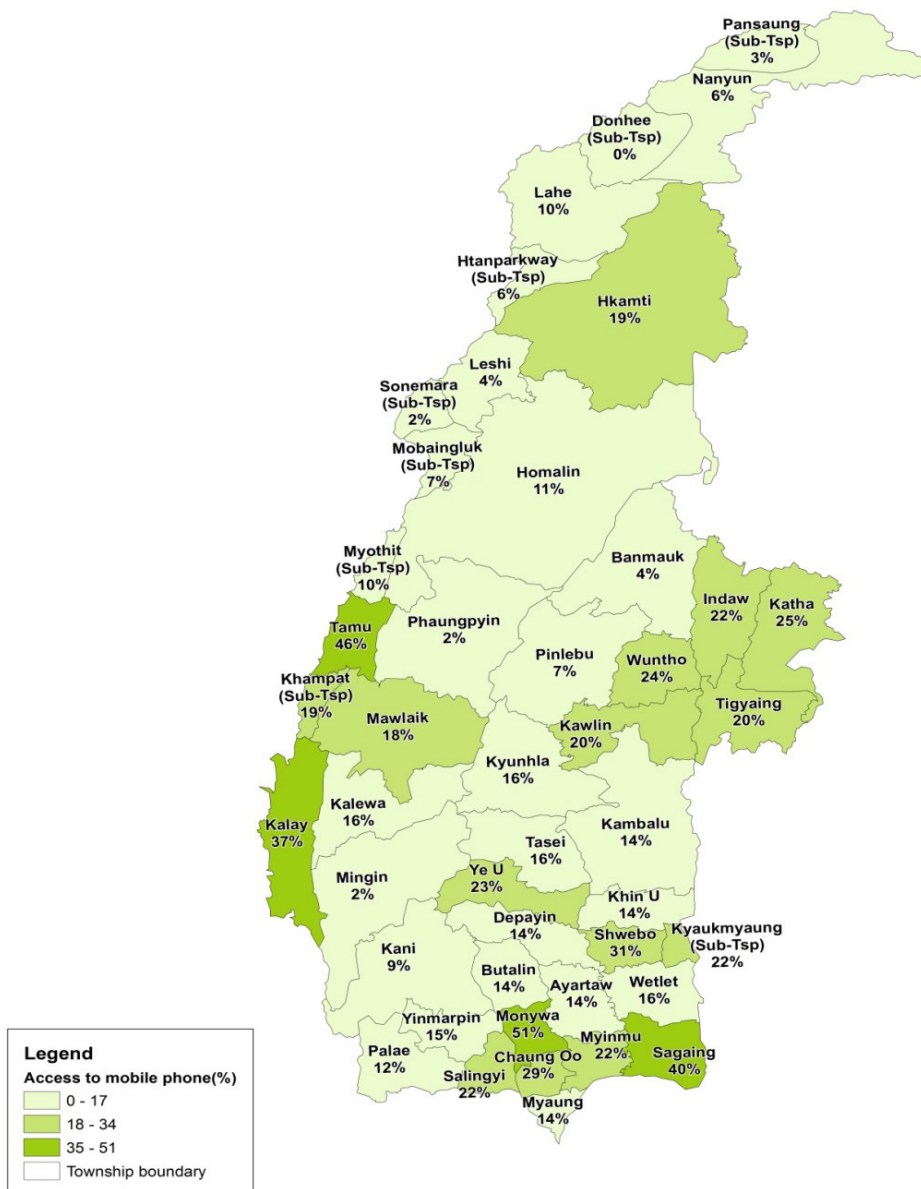 Pansaung
(Sub-Tsp)
3%
Nanyun
6%
Donhee
(Sub-Tsp)
0%
Lahe
10%
Htanparkway
(Sub-Tsp)
6%
Hkamti
19%
Leshi
4%
Sonemara
(Sub-Tsp)
2%
Mobaingluk
(Sub-Tsp)
7%
Homalin
11%
Myothit
(Sub-Tsp)
10%
Banmauk
4%
Indaw
22%
Katha
25%
Tamu
46%
Phaungpyin
2%
Pinlebu
7%
Wuntho
24%
Khampat
(Sub-Tsp)
19%
Mawlaik
18%
Kawlin
20%
Tigyaing
20%
Kyunhla
16%
Kalewa
16%
Kalay
37%
Kambalu
14%
Tasei
16%
Mingin
2%
Ye U
23%
Khin U
14%
Depayin
14%
Shwebo
31%
Kyaukmyaung
(Sub-Tsp)
22%
Kani
9%
Butalin
14%
Ayartaw
14%
Wetlet
16%
Yinmarpin
15%
Monywa
51%
Palae
12%
Salingyi
22%
Chaung Oo
29%
Myinmu
22%
Sagaing
40%
Myaung
14%
Legend
Access to mobile phone(%)
0 - 17
18 - 34
35 - 51
Township boundary